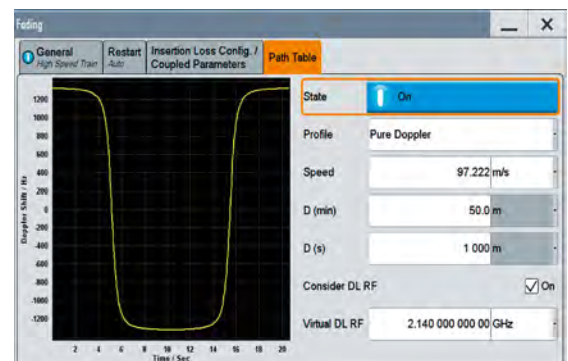 Fading
General
High Speed Train
Restart
Auto
Insertion Loss Config. /
Coupled Parameters
Path Table
Doppler Shift / Hz
1200
1000
800
600
400
200
0
-200
-400
-600
-800
-1000
-1200
2 4 6 8 10 12 14 16 18 20
Time / Sec
State On
Profile Pure Doppler
Speed 97.222 m/s
D (min) 50.0 m
D (s) 1 000 m
Consider DL RF On
Virtual DL RF 2.140 000 000 00 GHz